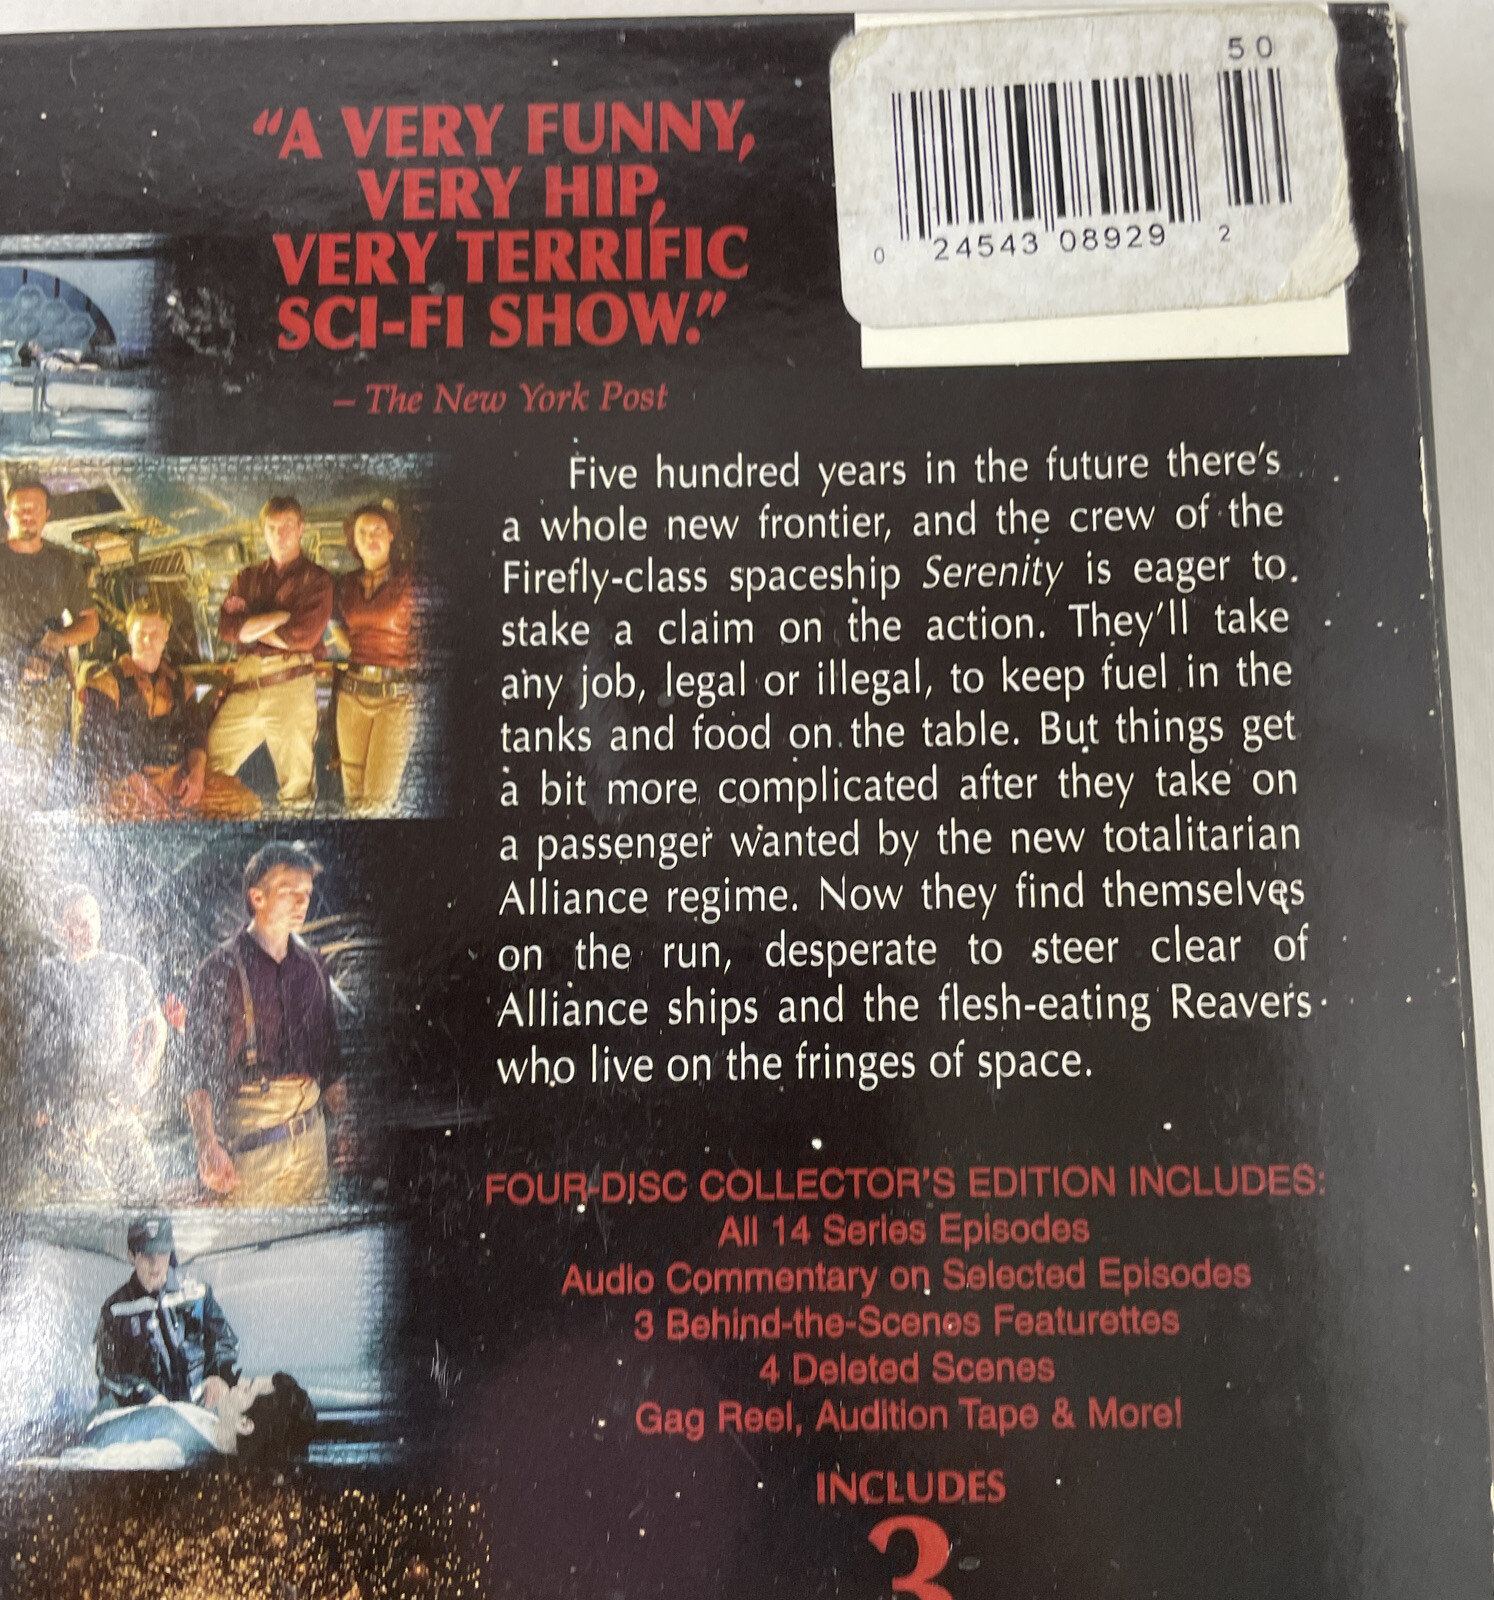 “A VERY FUNNY,
VERY HIP,
VERY TERRIFIC
SCI-FI SHOW.”
– The New York Post
50
0 24543 08929 2
Five hundred years in the future there’s
a whole new frontier, and the crew of the
Firefly-class spaceship Serenity is eager to
stake a claim on the action. They’ll take
any job, legal or illegal, to keep fuel in the
tanks and food on the table. But things get
a bit more complicated after they take on
a passenger wanted by the new totalitarian
Alliance regime. Now they find themselves
on the run, desperate to steer clear of
Alliance ships and the flesh-eating Reavers
who live on the fringes of space.
FOUR-DISC COLLECTOR’S EDITION INCLUDES:
All 14 Series Episodes
Audio Commentary on Selected Episodes
3 Behind-the-Scenes Featurettes
4 Deleted Scenes
Gag Reel, Audition Tape & More!
INCLUDES
3